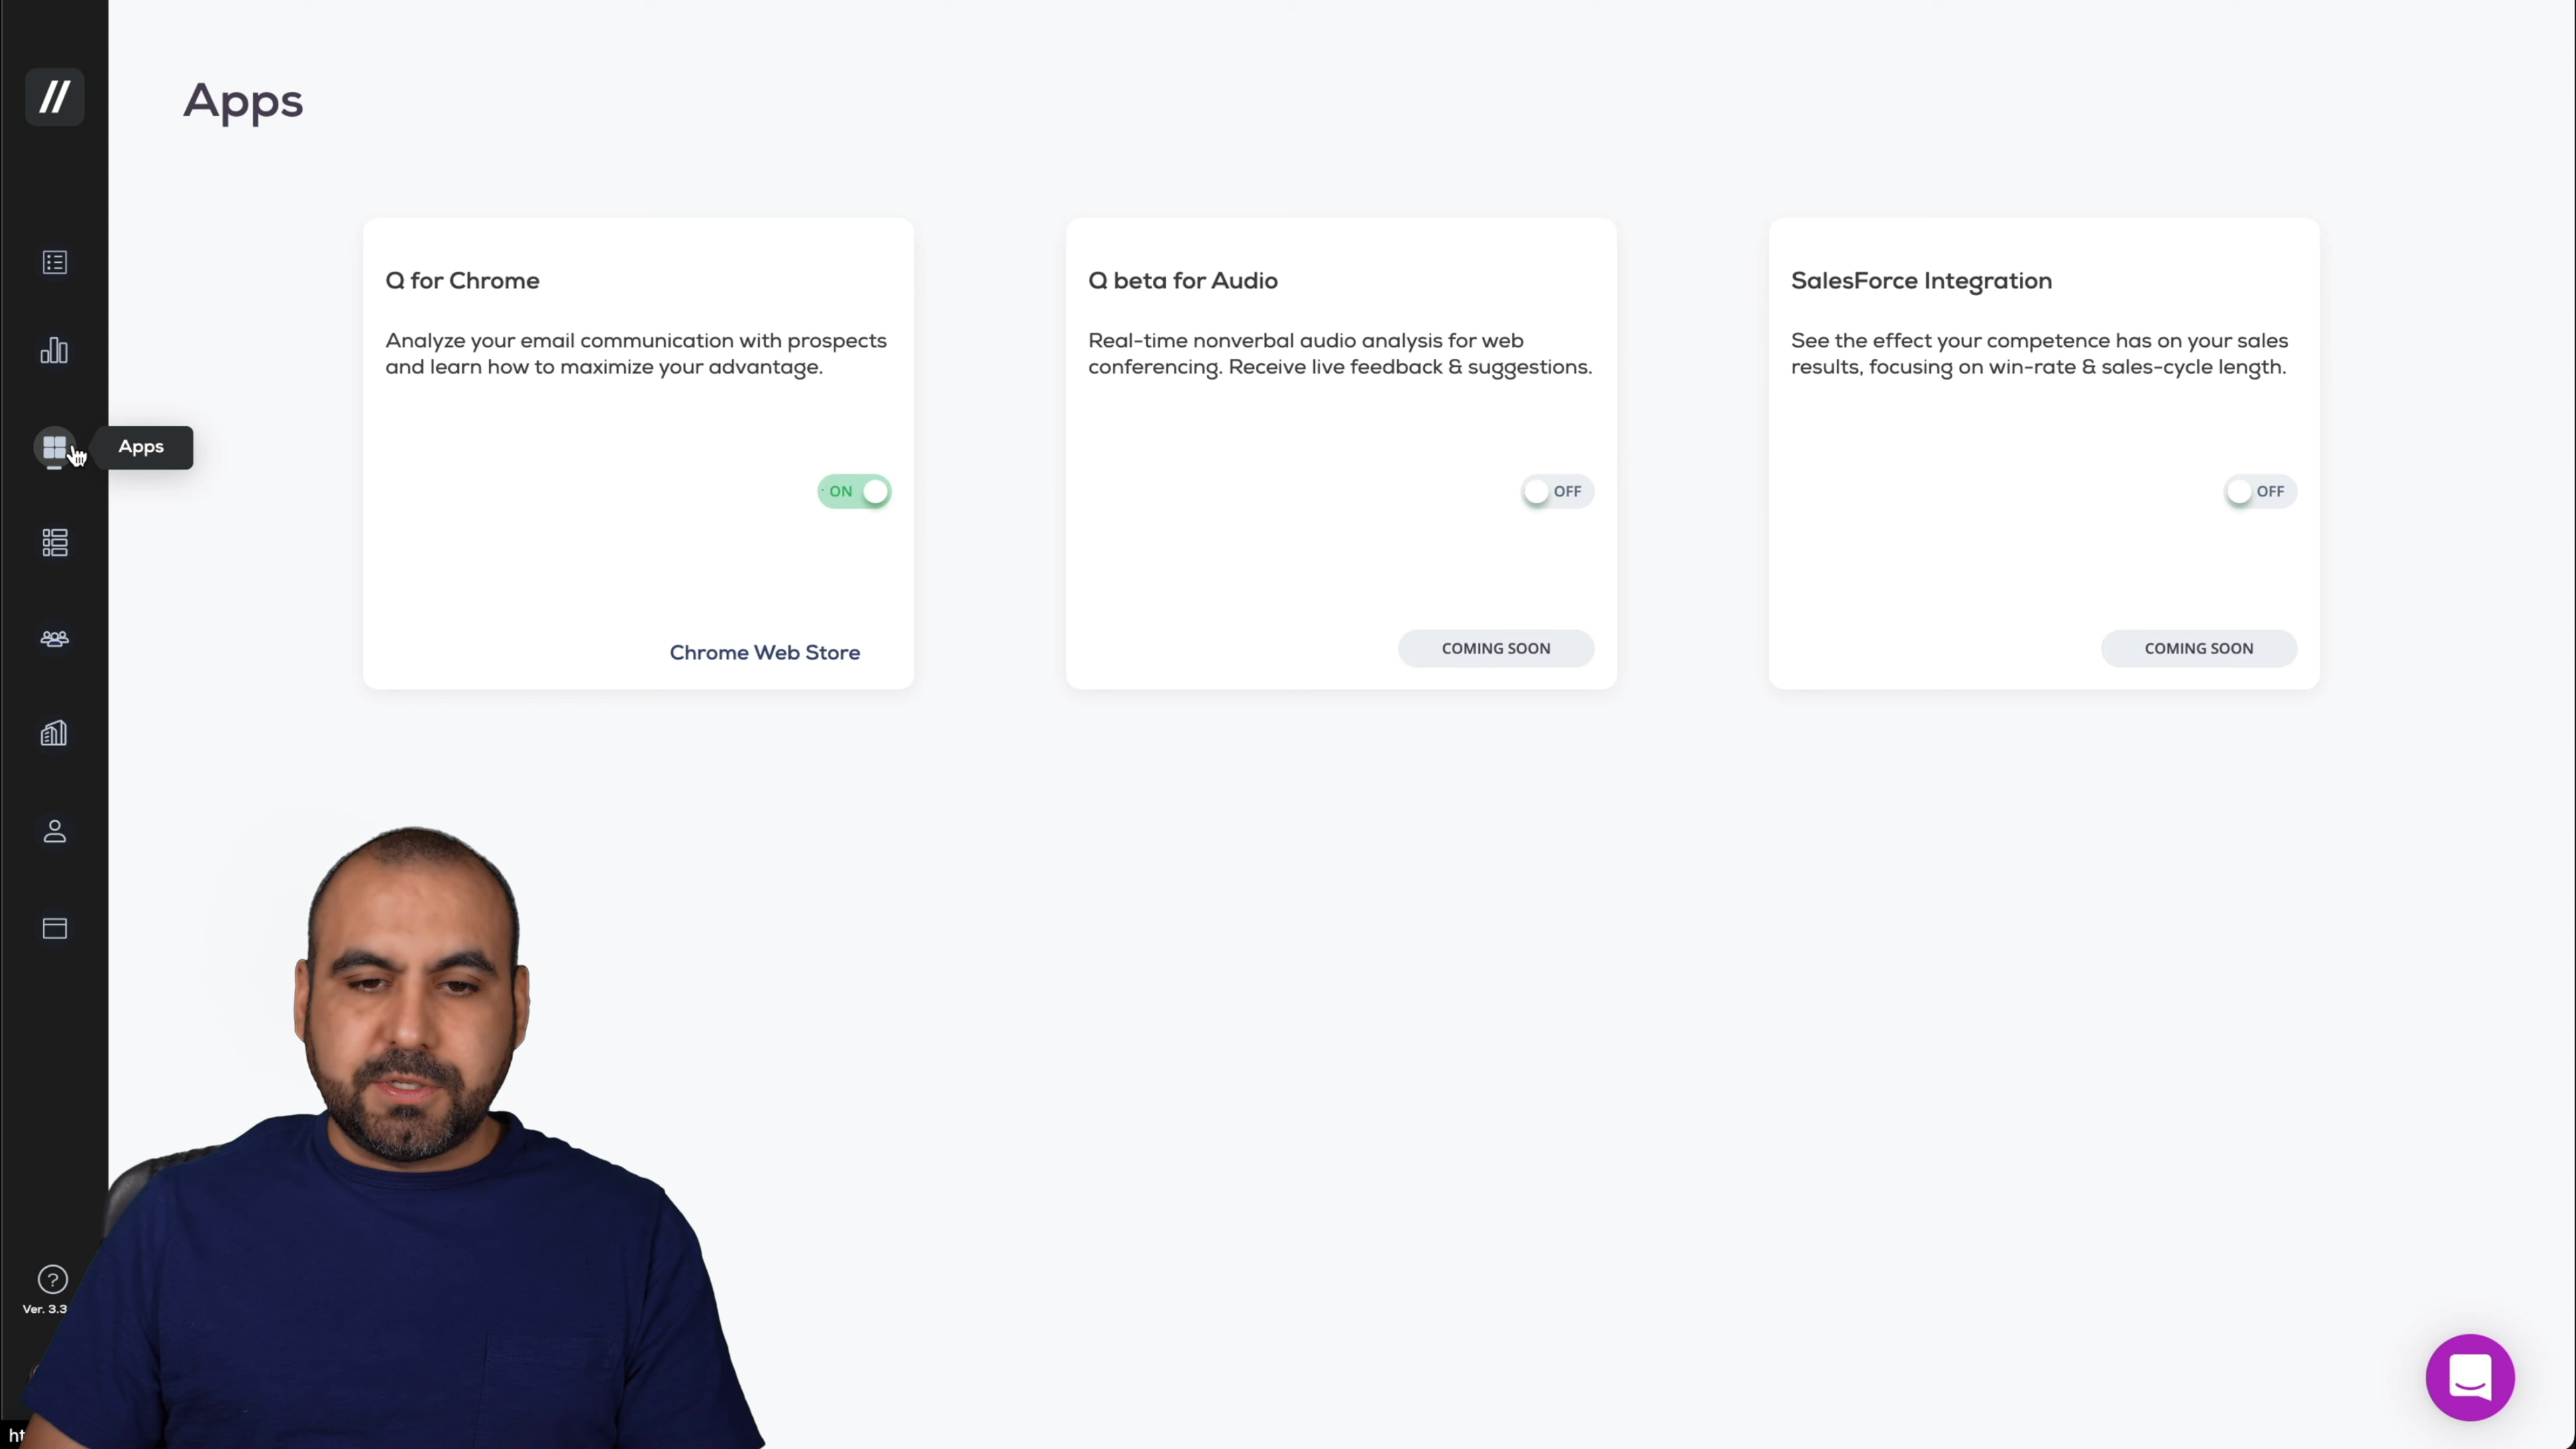 Apps
Q for Chrome
Analyze your email communication with prospects
and learn how to maximize your advantage.
ON
Chrome Web Store
Q beta for Audio
Real-time nonverbal audio analysis for web
conferencing. Receive live feedback & suggestions.
OFF
COMING SOON
SalesForce Integration
See the effect your competence has on your sales
results, focusing on win-rate & sales-cycle length.
OFF
COMING SOON
Apps
Ver. 3.3